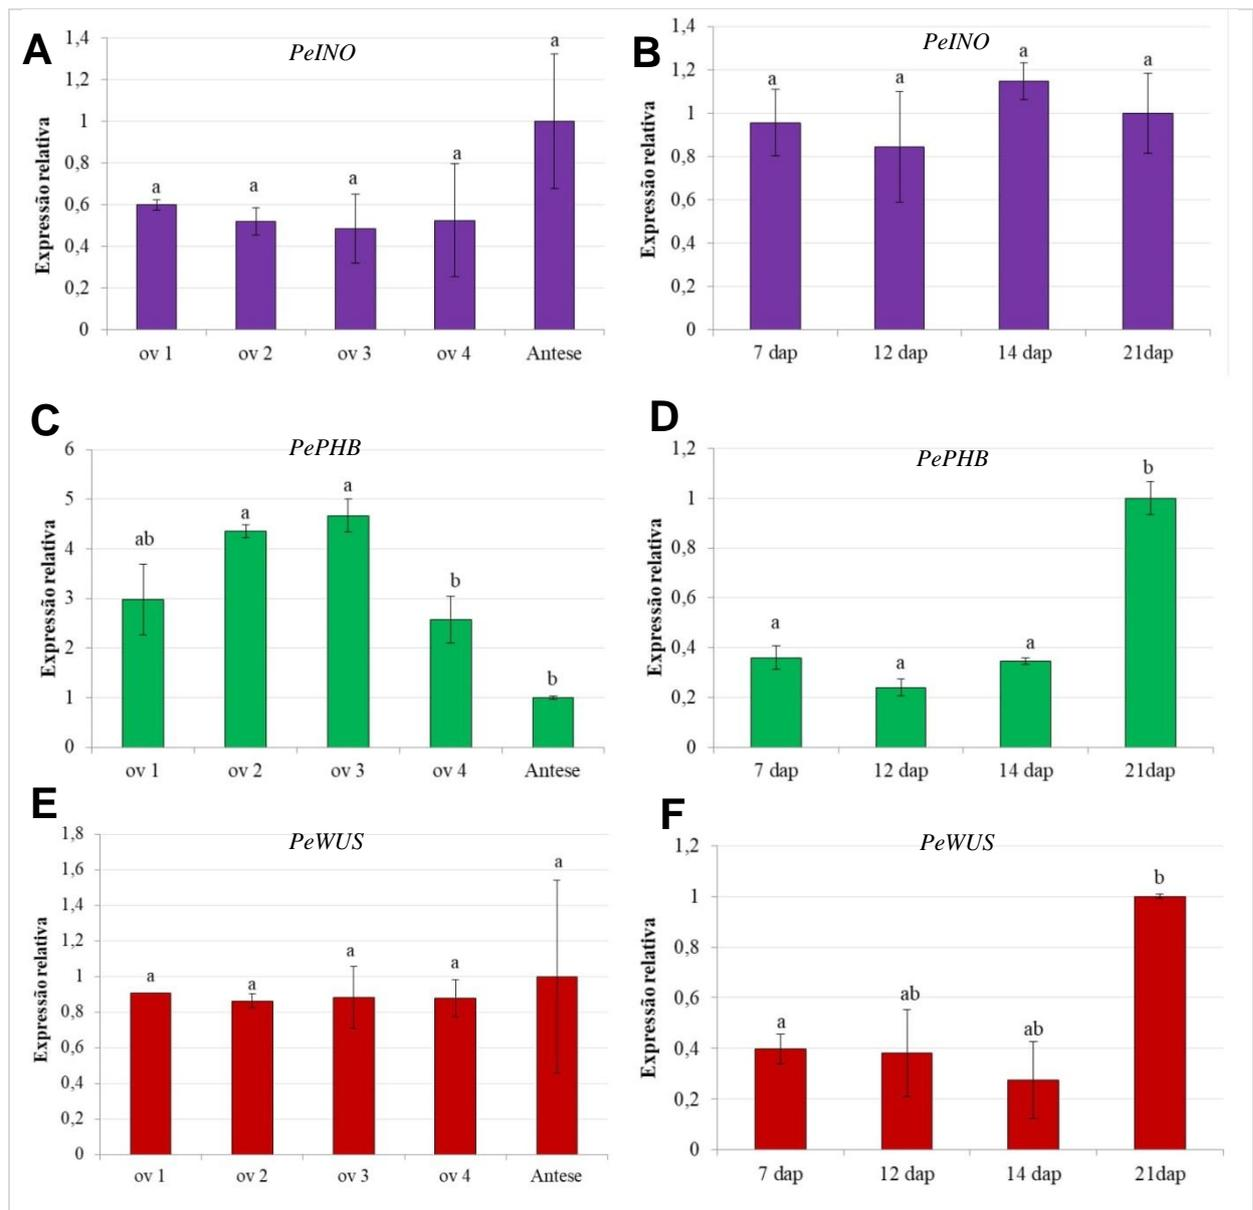 A
PeINO
Expressão relativa
1,4
1,2
1
0,8
0,6
0,4
0,2
0
a
a
a
a
a
ov 1
ov 2
ov 3
ov 4
Antese
B
PeINO
Expressão relativa
1,4
1,2
1
0,8
0,6
0,4
0,2
0
a
a
a
a
7 dap
12 dap
14 dap
21dap
C
PePHB
Expressão relativa
6
5
4
3
2
1
0
ab
a
a
b
b
ov 1
ov 2
ov 3
ov 4
Antese
D
PePHB
Expressão relativa
1,2
1
0,8
0,6
0,4
0,2
0
a
a
a
b
7 dap
12 dap
14 dap
21dap
E
PeWUS
Expressão relativa
1,8
1,6
1,4
1,2
1
0,8
0,6
0,4
0,2
0
a
a
a
a
a
ov 1
ov 2
ov 3
ov 4
Antese
F
PeWUS
Expressão relativa
1,2
1
0,8
0,6
0,4
0,2
0
a
ab
ab
b
7 dap
12 dap
14 dap
21dap